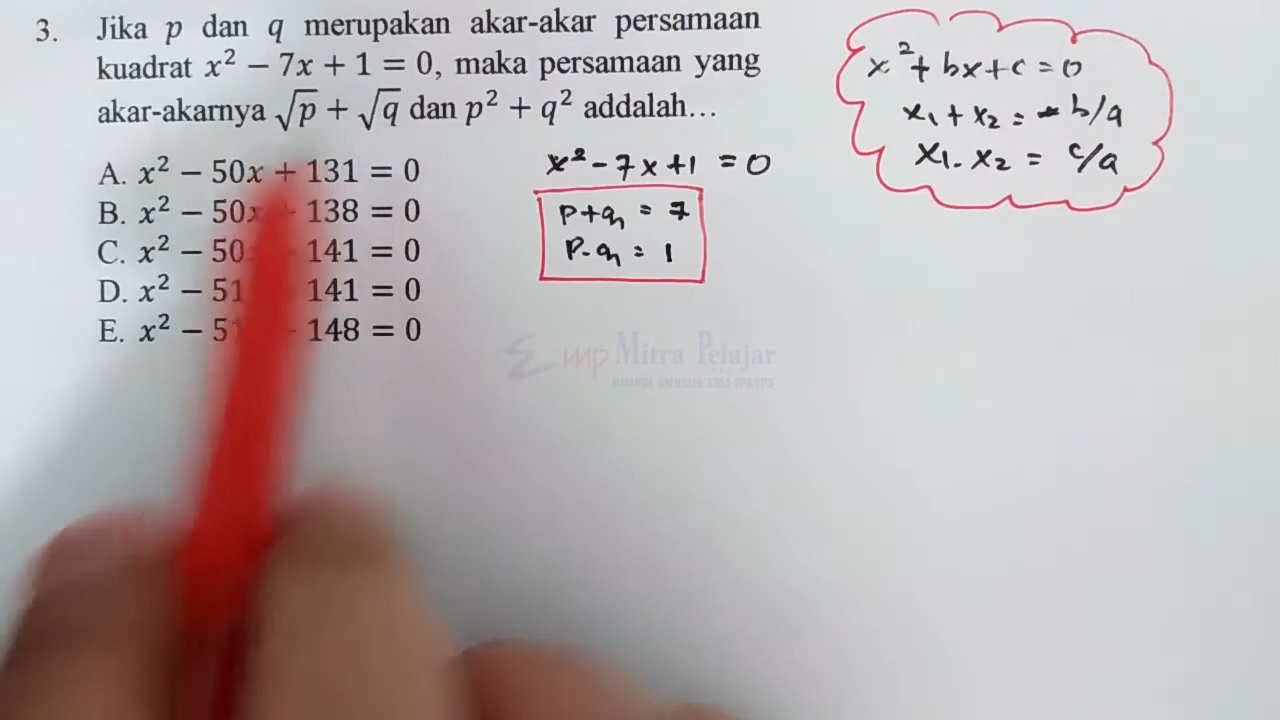 3. Jika p dan q merupakan akar-akar persamaan
kuadrat x² − 7x + 1 = 0, maka persamaan yang
akar-akarnya √p + √q dan p² + q² addalah…
A. x² − 50x + 131 = 0
B. x² − 50x 138 = 0
C. x² − 50 141 = 0
D. x² − 51 141 = 0
E. x² − 5 148 = 0
x² - 7x + 1 = 0
p + q = 7
p . q = 1
x² + bx + c = 0
x₁ + x₂ = - b/a
x₁ . x₂ = c/a
mp Mitra Pelajar